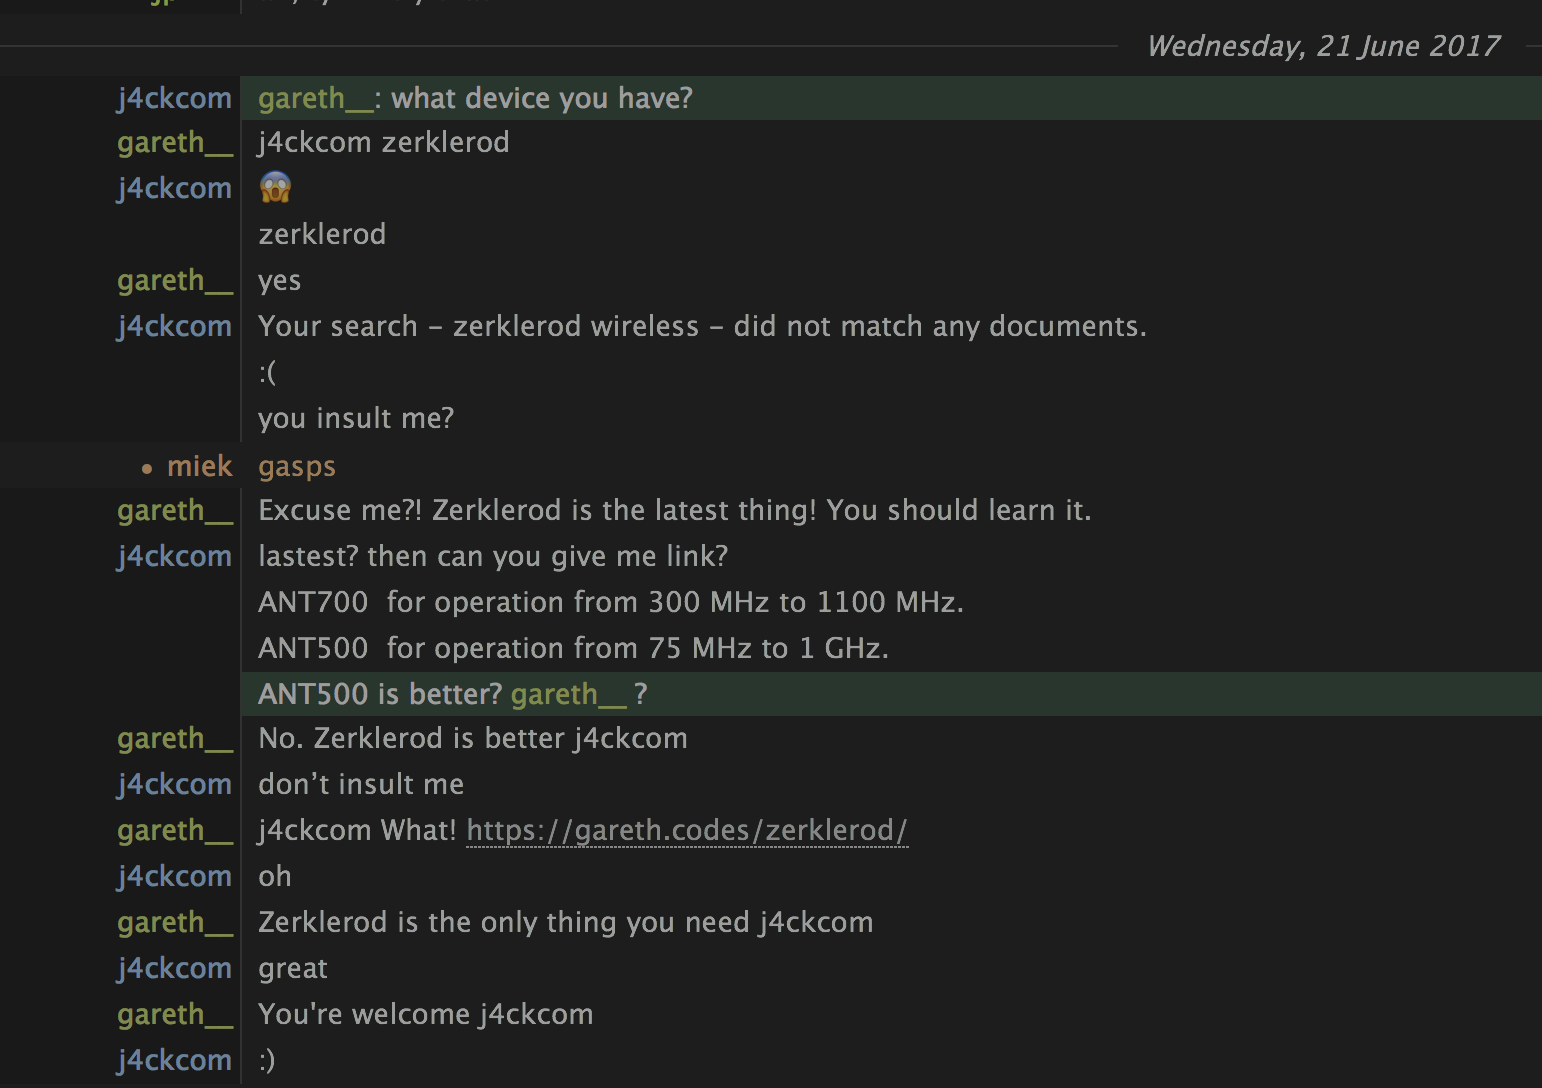 Wednesday, 21 June 2017
j4ckcom gareth__: what device you have?
gareth__ j4ckcom zerklerod
j4ckcom 😱
zerklerod
gareth__ yes
j4ckcom Your search – zerklerod wireless – did not match any documents.
:(
you insult me?
• miek gasps
gareth__ Excuse me?! Zerklerod is the latest thing! You should learn it.
j4ckcom lastest? then can you give me link?
ANT700  for operation from 300 MHz to 1100 MHz.
ANT500  for operation from 75 MHz to 1 GHz.
ANT500 is better? gareth__ ?
gareth__ No. Zerklerod is better j4ckcom
j4ckcom don’t insult me
gareth__ j4ckcom What! https://gareth.codes/zerklerod/
j4ckcom oh
gareth__ Zerklerod is the only thing you need j4ckcom
j4ckcom great
gareth__ You're welcome j4ckcom
j4ckcom :)